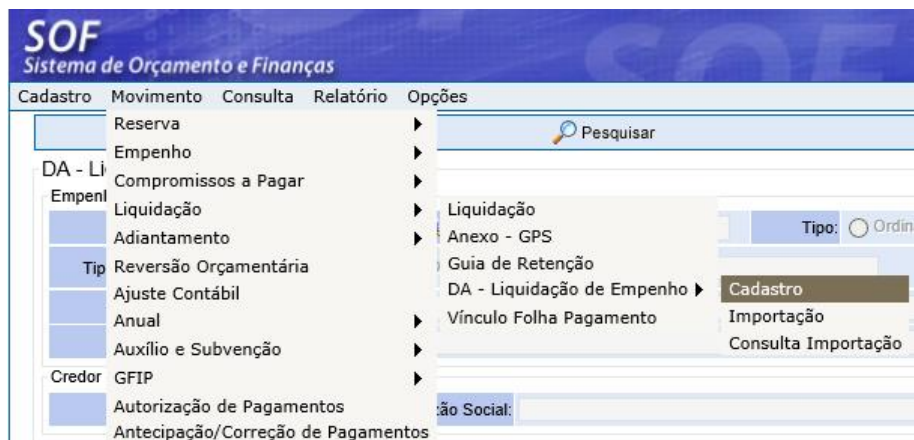 SOF
Sistema de Orçamento e Finanças
Cadastro Movimento Consulta Relatório Opções
Pesquisar
Reserva
Empenho
Compromissos a Pagar
Liquidação
Adiantamento
Reversão Orçamentária
Ajuste Contábil
Anual
Auxílio e Subvenção
GFIP
Autorização de Pagamentos
Antecipação/Correção de Pagamentos
Liquidação
Anexo - GPS
Guia de Retenção
DA - Liquidação de Empenho
Vínculo Folha Pagamento
Cadastro
Importação
Consulta Importação
DA - Li
Empenh
Tipo: Ordin
Tip
Credor
ão Social: